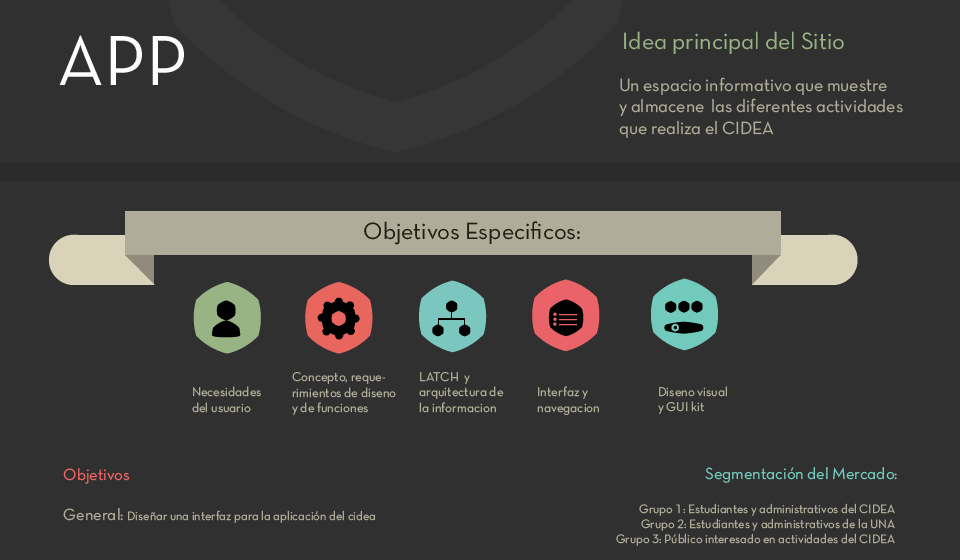 APP
Idea principal del Sitio
Un espacio informativo que muestre
y almacene las diferentes actividades
que realiza el CIDEA
Objetivos Especificos:
Necesidades
del usuario
Concepto, reque-
rimientos de diseno
y de funciones
LATCH y
arquitectura de
la informacion
Interfaz y
navegacion
Diseno visual
y GUI kit
Objetivos
General: Diseñar una interfaz para la aplicación del cidea
Segmentación del Mercado:
Grupo 1: Estudiantes y administrativos del CIDEA
Grupo 2: Estudiantes y administrativos de la UNA
Grupo 3: Público interesado en actividades del CIDEA